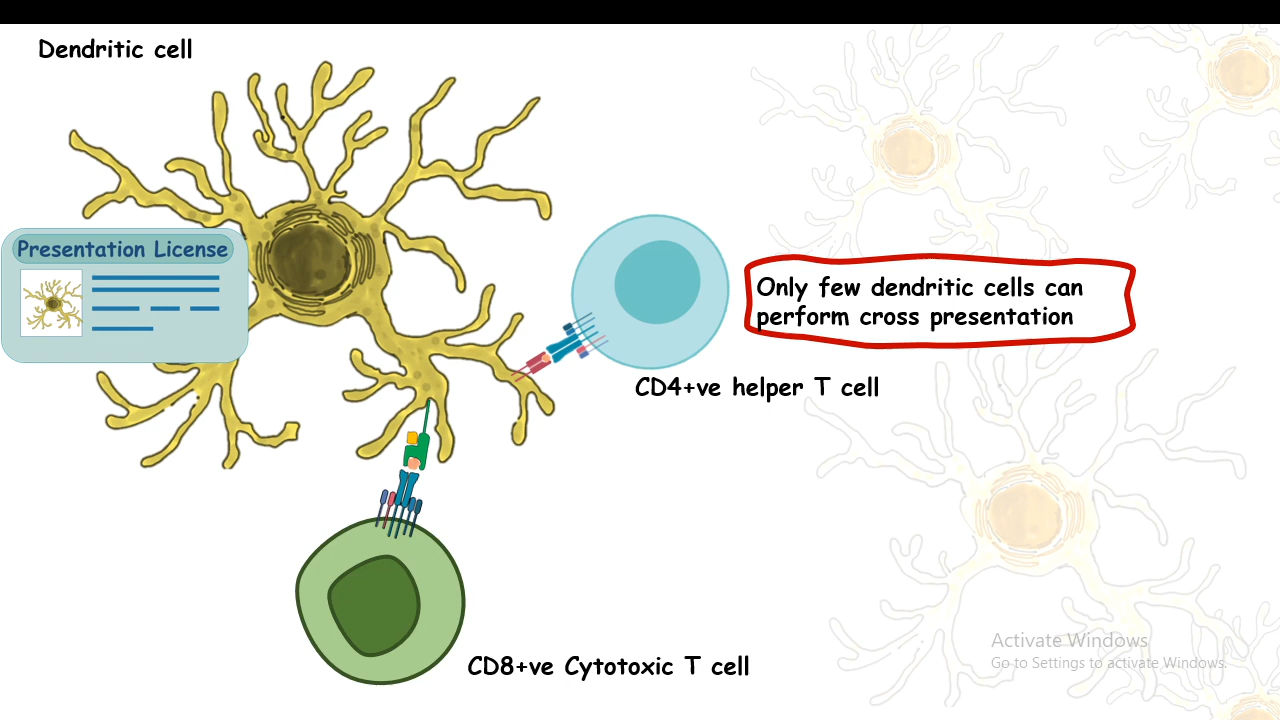 Dendritic cell
Presentation License
Only few dendritic cells can
perform cross presentation
CD4+ve helper T cell
CD8+ve Cytotoxic T cell
Activate Windows
Go to Settings to activate Windows.